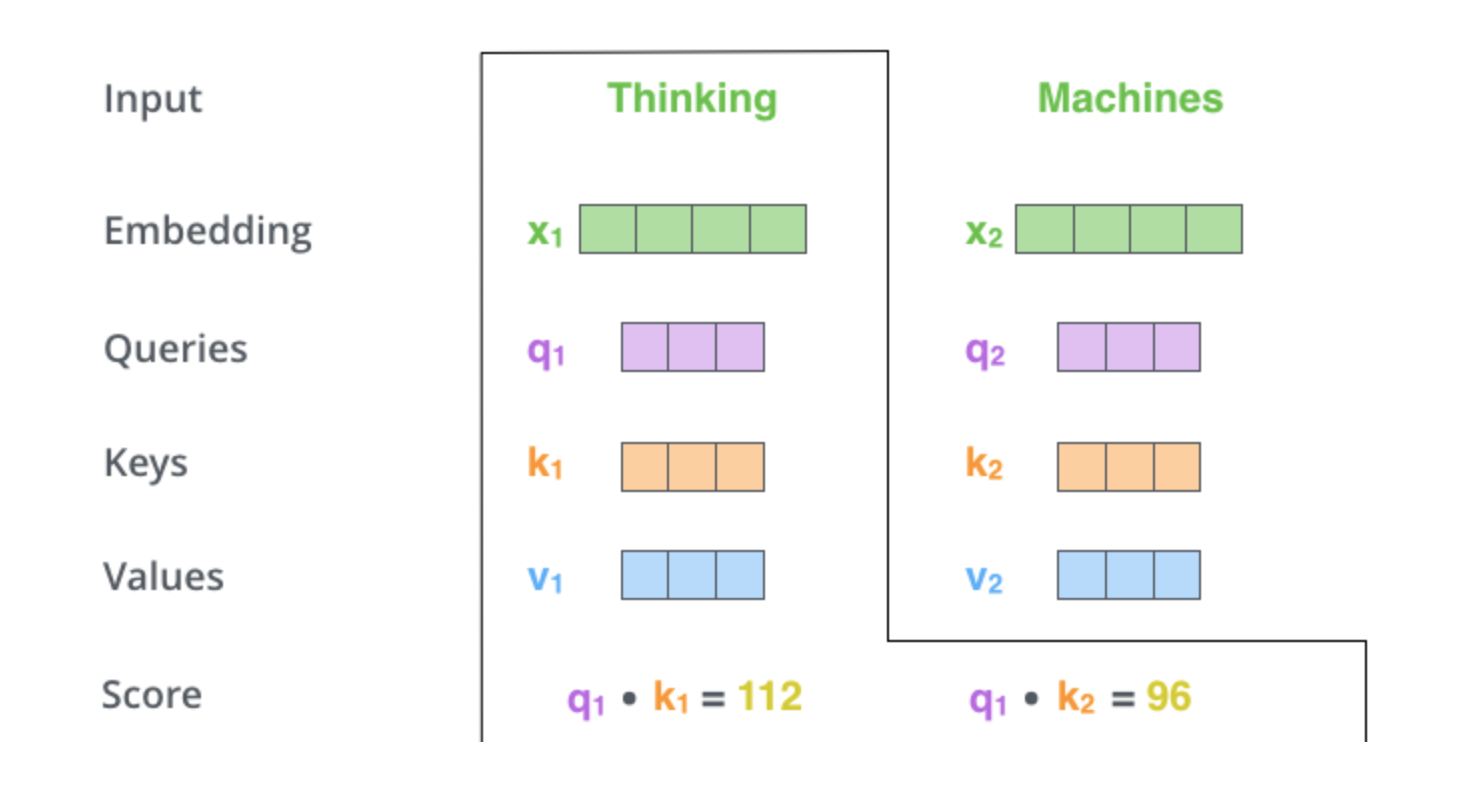 Input Thinking Machines
Embedding x₁ x₂
Queries q₁ q₂
Keys k₁ k₂
Values v₁ v₂
Score q₁ • k₁ = 112 q₁ • k₂ = 96